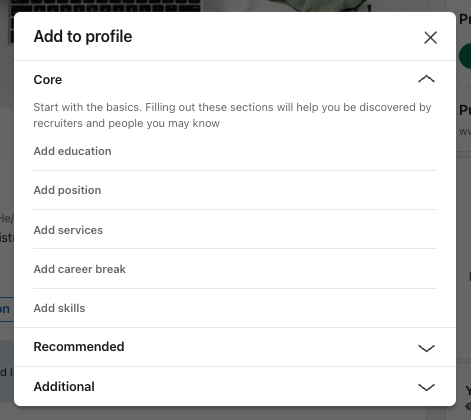 Add to profile
Core
Start with the basics. Filling out these sections will help you be discovered by
recruiters and people you may know
Add education
Add position
Add services
Add career break
Add skills
Recommended
Additional